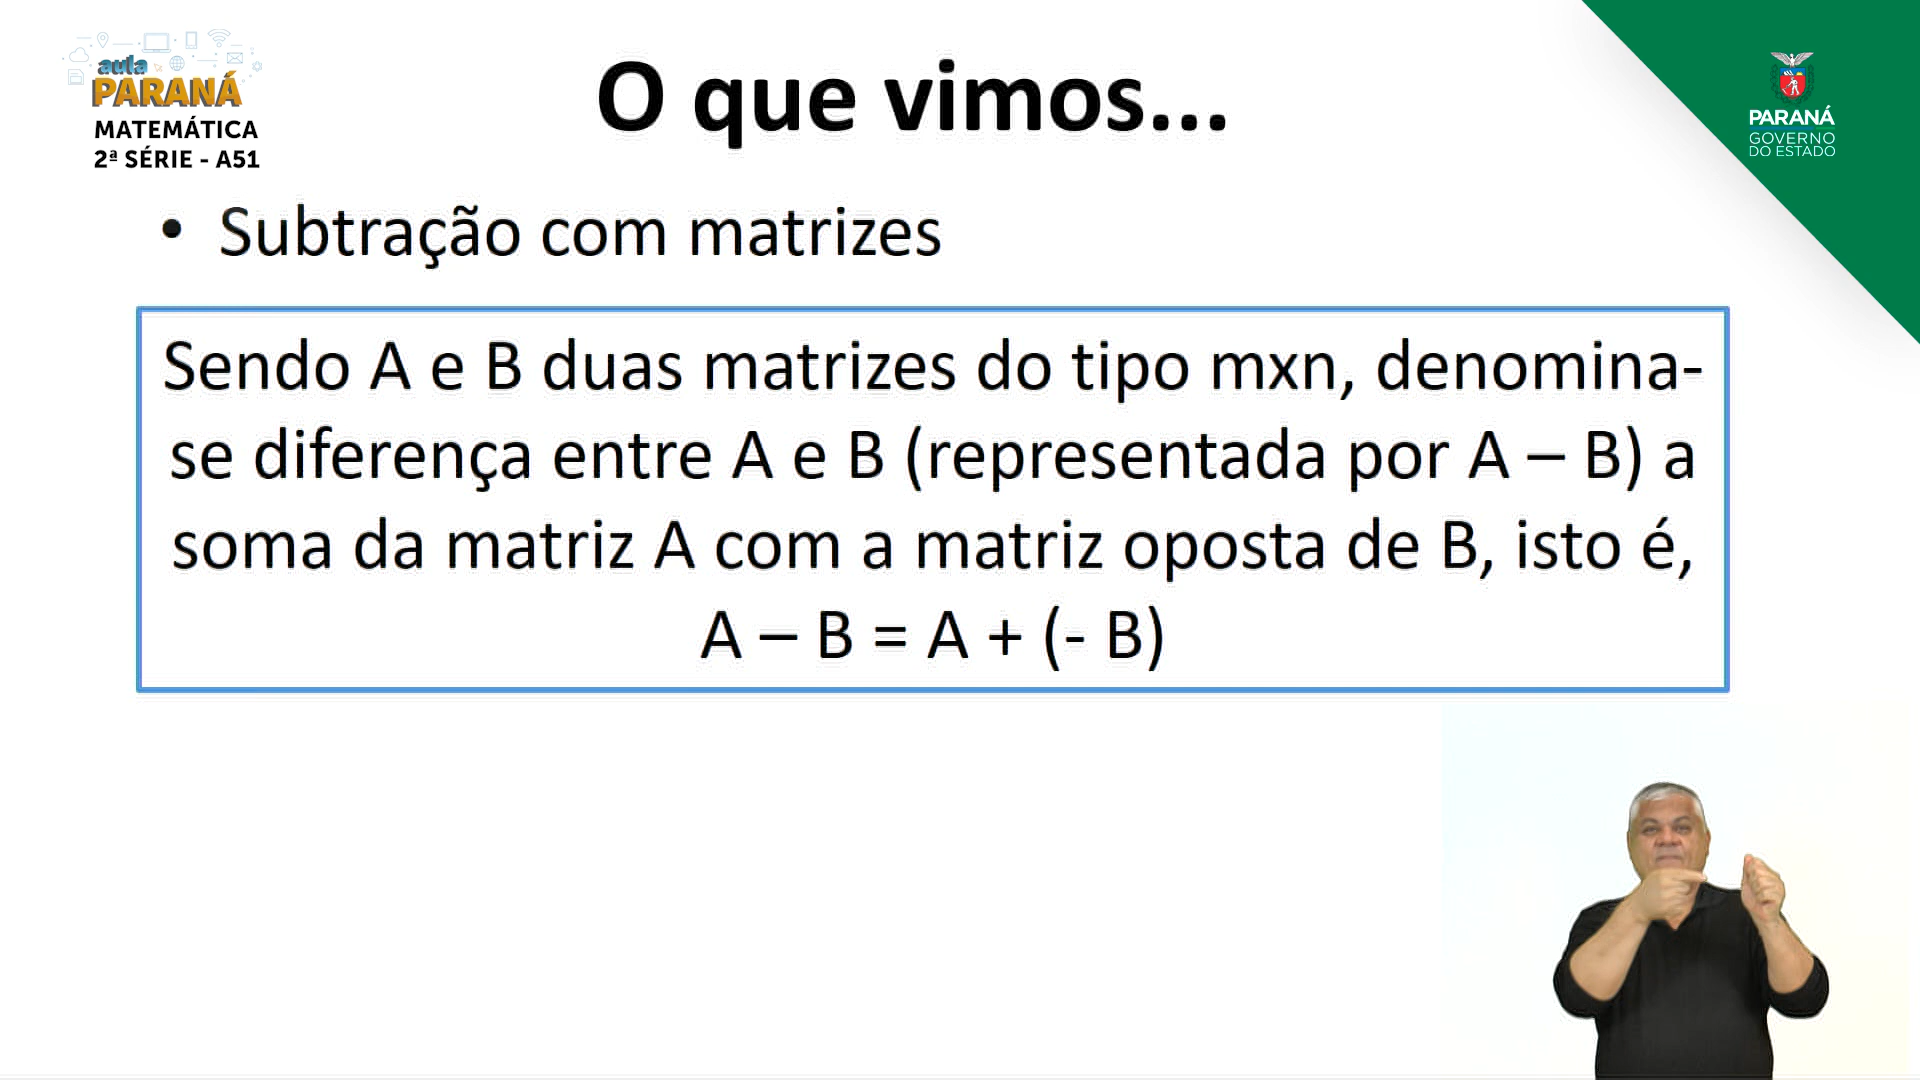 aula
PARANÁ
MATEMÁTICA
2ª SÉRIE - A51
O que vimos...
PARANÁ
GOVERNO
DO ESTADO
• Subtração com matrizes
Sendo A e B duas matrizes do tipo mxn, denomina-
se diferença entre A e B (representada por A – B) a
soma da matriz A com a matriz oposta de B, isto é,
A – B = A + (- B)